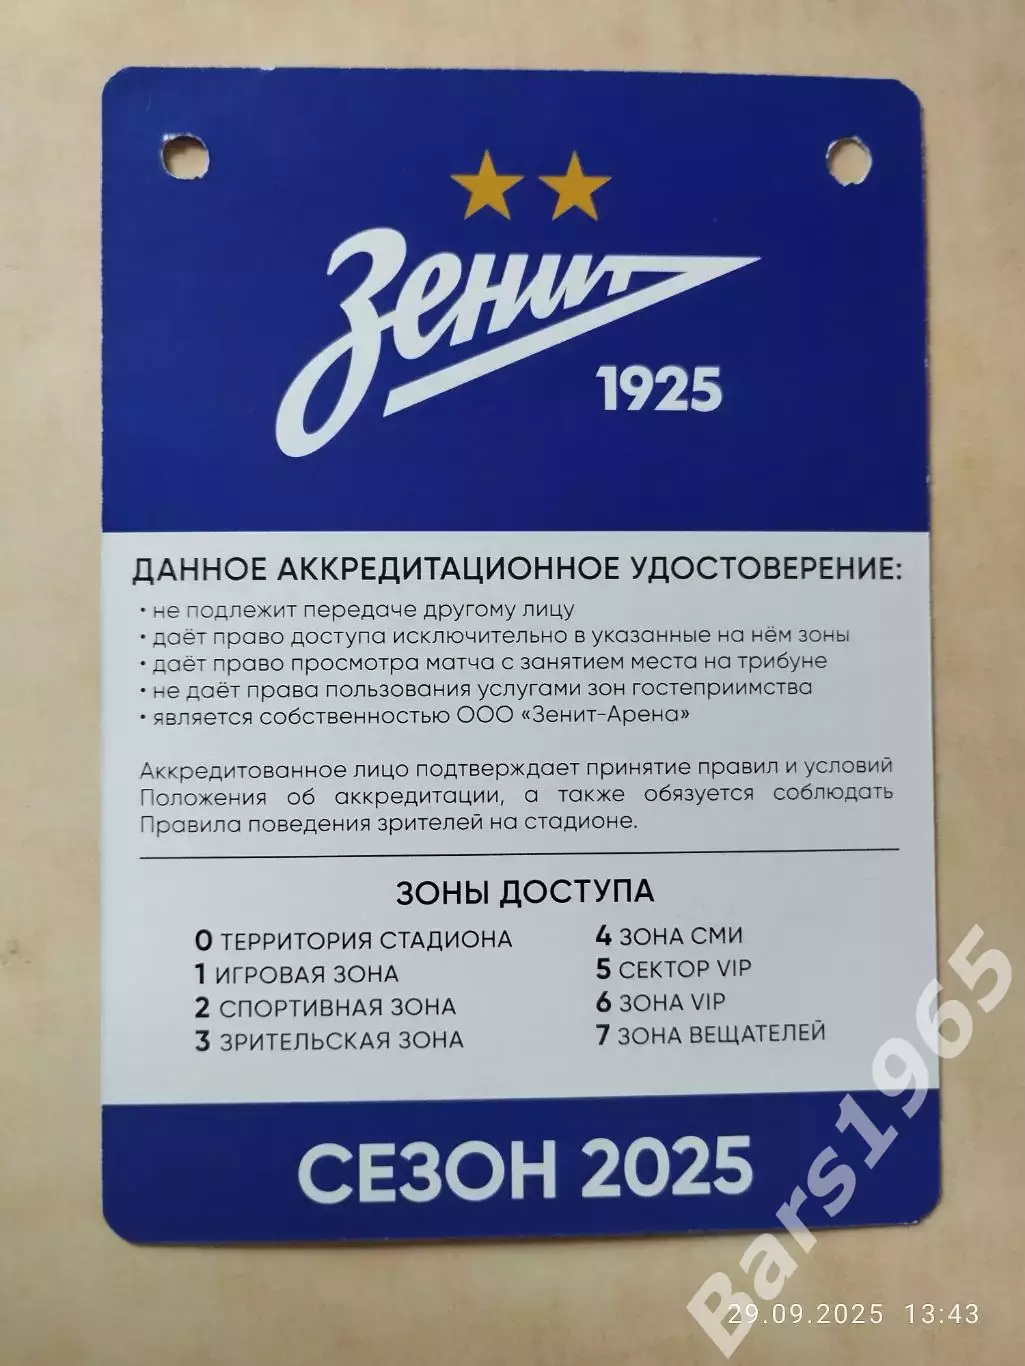 Зенит
1925
ДАННОЕ АККРЕДИТАЦИОННОЕ УДОСТОВЕРЕНИЕ:
• не подлежит передаче другому лицу
• даёт право доступа исключительно в указанные на нём зоны
• даёт право просмотра матча с занятием места на трибуне
• не даёт права пользования услугами зон гостеприимства
• является собственностью ООО «Зенит-Арена»
Аккредитованное лицо подтверждает принятие правил и условий
Положения об аккредитации, а также обязуется соблюдать
Правила поведения зрителей на стадионе.
ЗОНЫ ДОСТУПА
0 ТЕРРИТОРИЯ СТАДИОНА
1 ИГРОВАЯ ЗОНА
2 СПОРТИВНАЯ ЗОНА
3 ЗРИТЕЛЬСКАЯ ЗОНА
4 ЗОНА СМИ
5 СЕКТОР VIP
6 ЗОНА VIP
7 ЗОНА ВЕЩАТЕЛЕЙ
СЕЗОН 2025
Bars1965
29.09.2025 13:43